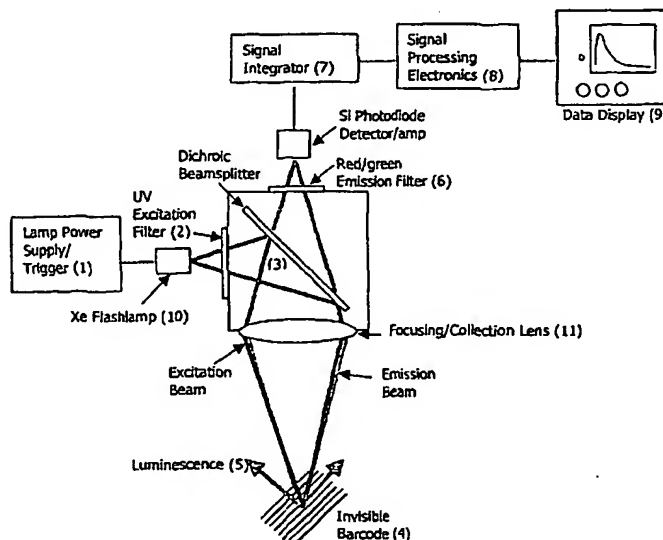 Signal
Integrator (7)
Signal
Processing
Electronics (8)
Data Display (9
Si Photodiode
Detector/amp
Dichroic
Beamsplitter
Red/green
Emission Filter (6)
UV
Excitation
Filter (2)
Lamp Power
Supply/
Trigger (1)
(3)
Xe Flashlamp (10)
Focusing/Collection Lens (11)
Excitation
Beam
Emission
Beam
Luminescence (5)
Invisible
Barcode (4)